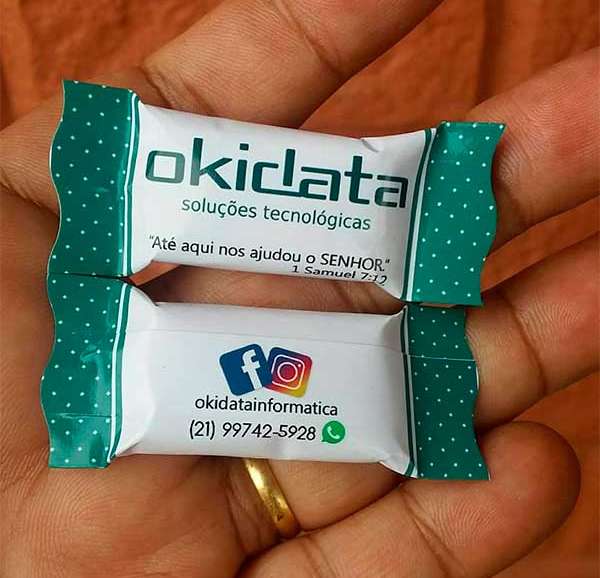 okidata
soluções tecnológicas
"Até aqui nos ajudou o SENHOR."
1 Samuel 7:12
okidatainformatica
(21) 99742-5928